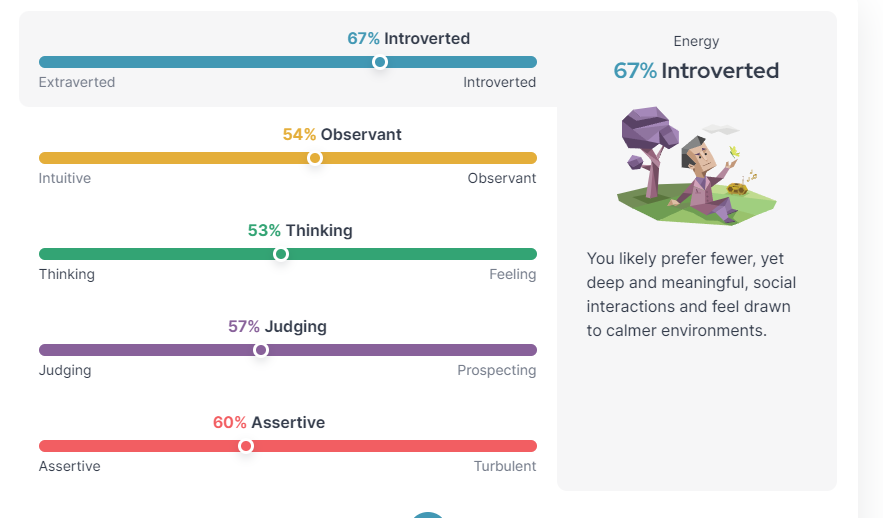 67% Introverted
Extraverted
Introverted
54% Observant
Intuitive
Observant
53% Thinking
Thinking
Feeling
57% Judging
Judging
Prospecting
60% Assertive
Assertive
Turbulent
Energy
67% Introverted
You likely prefer fewer, yet
deep and meaningful, social
interactions and feel drawn
to calmer environments.